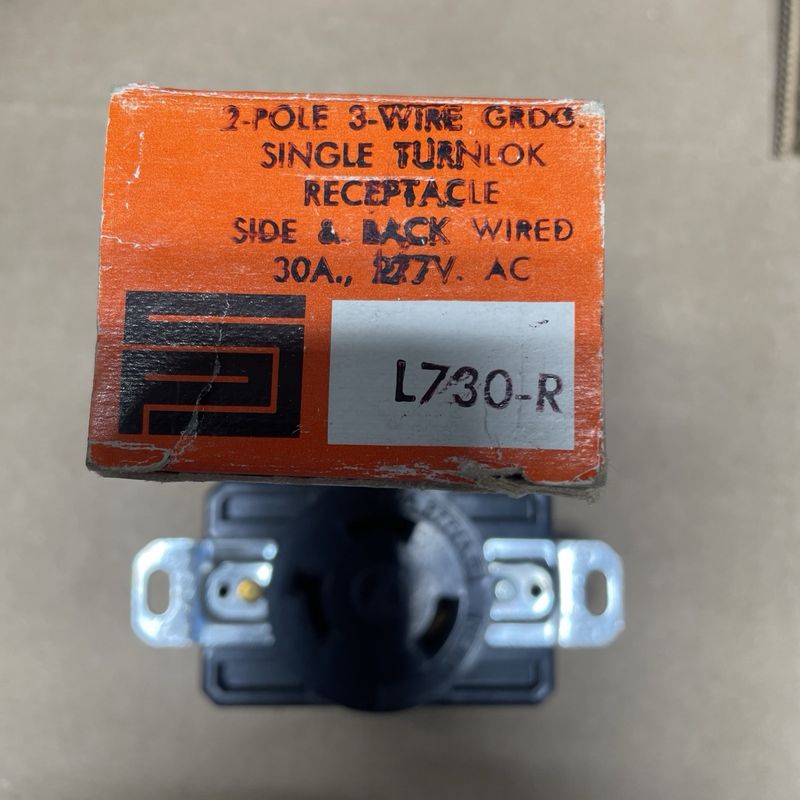 2-POLE 3-WIRE GRDG.
SINGLE TURNLOK
RECEPTACLE
SIDE & BACK WIRED
30A., 277V. AC
L730-R